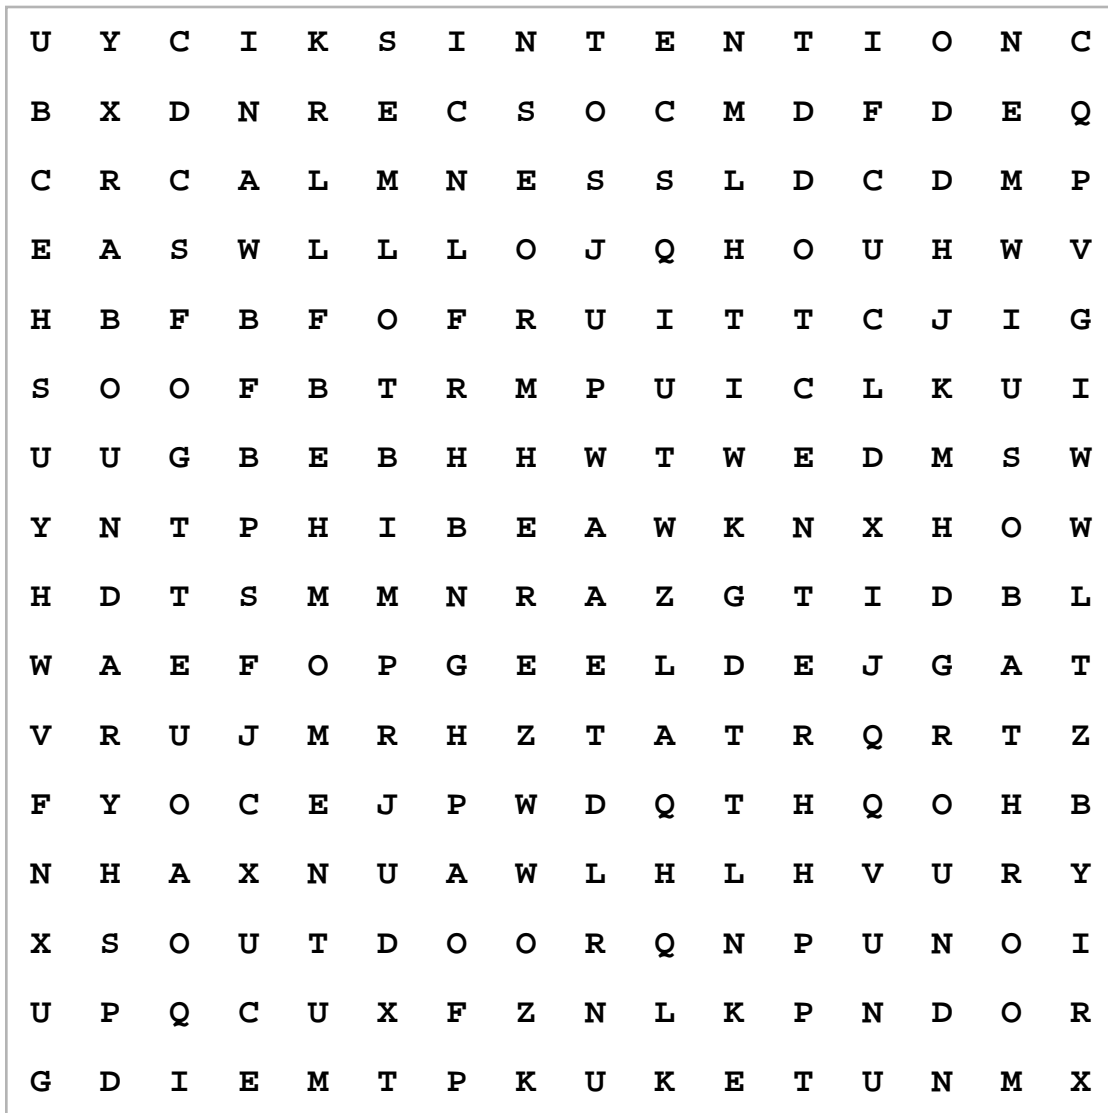 U Y C I K S I N T E N T I O N C
B X D N R E C S O C M D F D E Q
C R C A L M N E S S L D C D M P
E A S W L L L O J Q H O U H W V
H B F B F O F R U I T T C J I G
S O O F B T R M P U I C L K U I
U U G B E B H H W T W E D M S W
Y N T P H I B E A W K N X H O W
H D T S M M N R A Z G T I D B L
W A E F O P G E E L D E J G A T
V R U J M R H Z T A T R Q R T Z
F Y O C E J P W D Q T H Q O H B
N H A X N U A W L H L H V U R Y
X S O U T D O O R Q N P U N O I
U P Q C U X F Z N L K P N D O R
G D I E M T P K U K E T U N M X